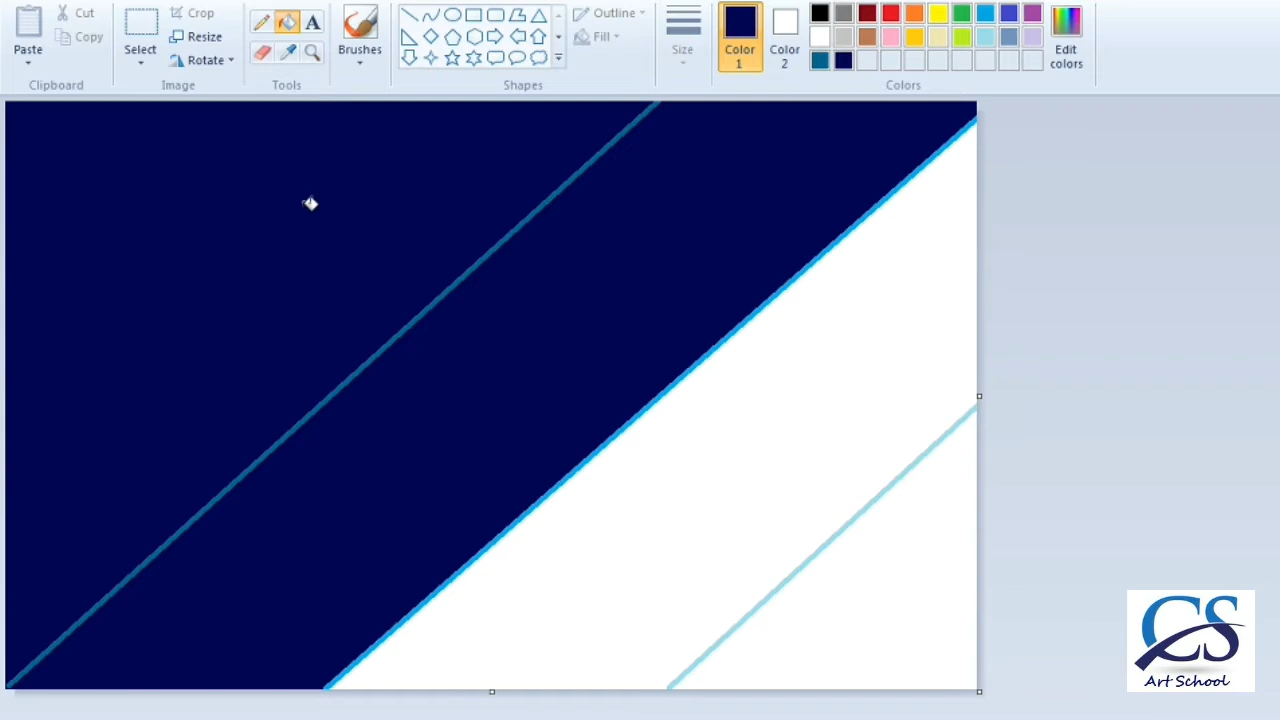 Paste
Cut
Copy
Clipboard
Select
Crop
Resize
Rotate
Image
A
Tools
Brushes
Shapes
Outline
Fill
Size
Color
1
Color
2
Colors
Edit
colors
CS
Art School